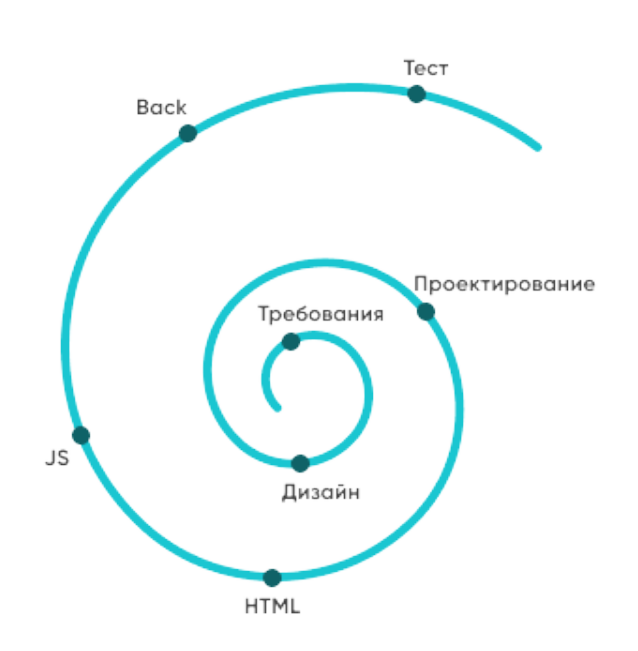 Тест
Back
Проектирование
Требования
JS
Дизайн
HTML